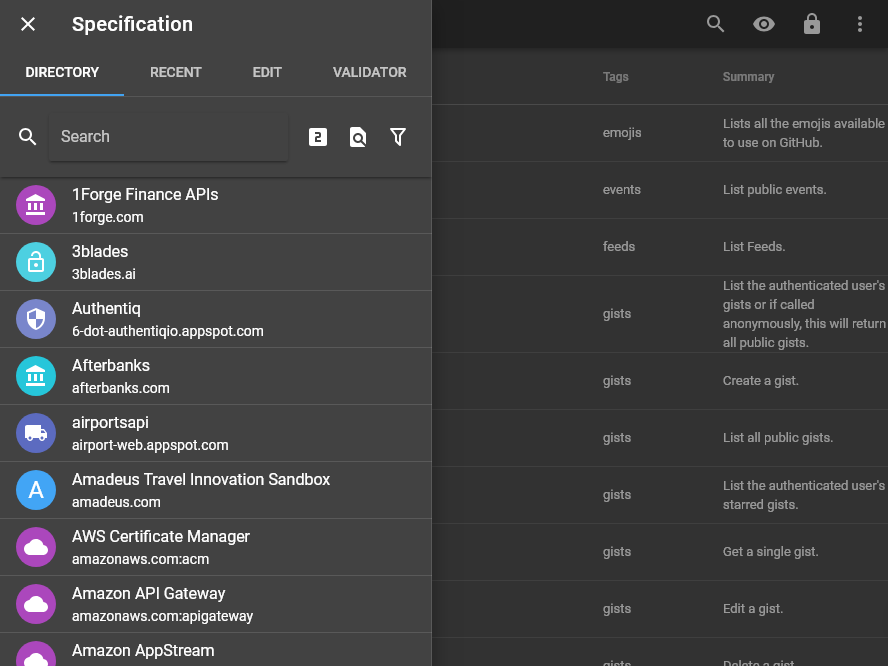 Specification
DIRECTORY RECENT EDIT VALIDATOR
Search
2
1Forge Finance APIs
1forge.com
3blades
3blades.ai
Authentiq
6-dot-authentiqio.appspot.com
Afterbanks
afterbanks.com
airportsapi
airport-web.appspot.com
A
Amadeus Travel Innovation Sandbox
amadeus.com
AWS Certificate Manager
amazonaws.com:acm
Amazon API Gateway
amazonaws.com:apigateway
Amazon AppStream
Tags Summary
emojis Lists all the emojis available
to use on GitHub.
events List public events.
feeds List Feeds.
gists List the authenticated user's
gists or if called
anonymously, this will return
all public gists.
gists Create a gist.
gists List all public gists.
gists List the authenticated user's
starred gists.
gists Get a single gist.
gists Edit a gist.
gists Delete a gist.